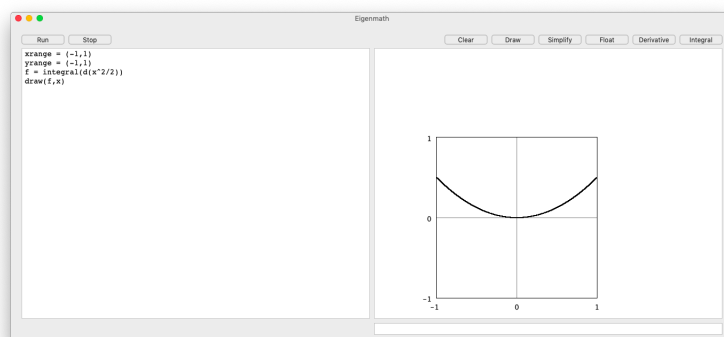 Eigenmath
Run Stop Clear Draw Simplify Float Derivative Integral
xrange = (-1,1)
yrange = (-1,1)
f = integral(d(x^2/2))
draw(f,x)
1
0
-1
-1 0 1